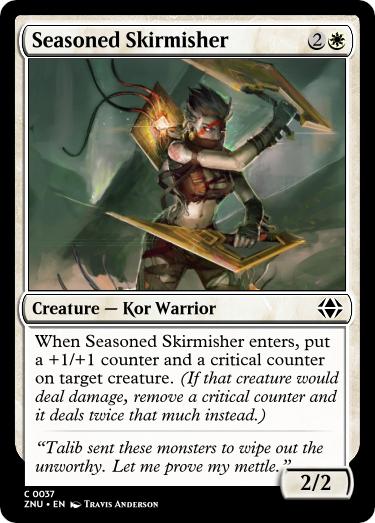 Seasoned Skirmisher 2
Creature — Kor Warrior
When Seasoned Skirmisher enters, put
a +1/+1 counter and a critical counter
on target creature. (If that creature would
deal damage, remove a critical counter and
it deals twice that much instead.)
“Talib sent these monsters to wipe out the
unworthy. Let me prove my mettle.”
2/2
C 0037
ZNU • EN Travis Anderson